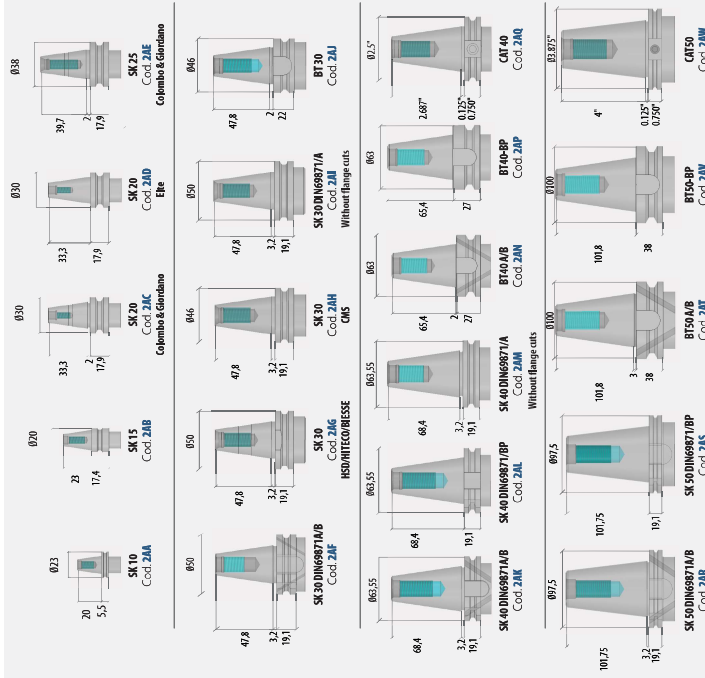 Ø23
20
5,5
SK 10
Cod. 2AA
Ø20
23
17,4
SK 15
Cod. 2AB
Ø30
33,3
2
17,9
SK 20
Cod. 2AC
Colombo & Giordano
Ø30
33,3
17,9
SK 20
Cod. 2AD
Elte
Ø38
39,7
2
17,9
SK 25
Cod. 2AE
Colombo & Giordano
Ø50
47,8
3,2
19,1
SK 30 DIN69871A/B
Cod. 2AF
Ø50
47,8
3,2
19,1
SK 30
Cod. 2AG
HSD/HITECO/BIESSE
Ø46
47,8
3,2
19,1
SK 30
Cod. 2AH
CMS
Ø50
47,8
3,2
19,1
SK 30 DIN69871/A
Cod. 2AI
Without flange cuts
Ø46
47,8
2
22
BT 30
Cod. 2AJ
Ø63,55
68,4
3,2
19,1
SK 40 DIN69871A/B
Cod. 2AK
Ø63,55
68,4
19,1
SK 40 DIN69871/BP
Cod. 2AL
Ø63,55
68,4
3,2
19,1
SK 40 DIN69871/A
Cod. 2AM
Without flange cuts
Ø63
65,4
2
27
BT40 A/B
Cod. 2AN
Ø63
65,4
27
BT40-BP
Cod. 2AP
Ø2.5"
2.687"
0.125"
0.750"
CAT 40
Cod. 2AQ
Ø97,5
101,75
3,2
19,1
SK 50 DIN69871A/B
Cod. 2AR
Ø97,5
101,75
19,1
SK 50 DIN69871/BP
Cod. 2AS
Ø100
101,8
3
38
BT50 A/B
Cod. 2AT
Ø100
101,8
38
BT50-BP
Cod. 2AV
Ø3.875"
4"
0.125"
0.750"
CAT50
Cod. 2AW